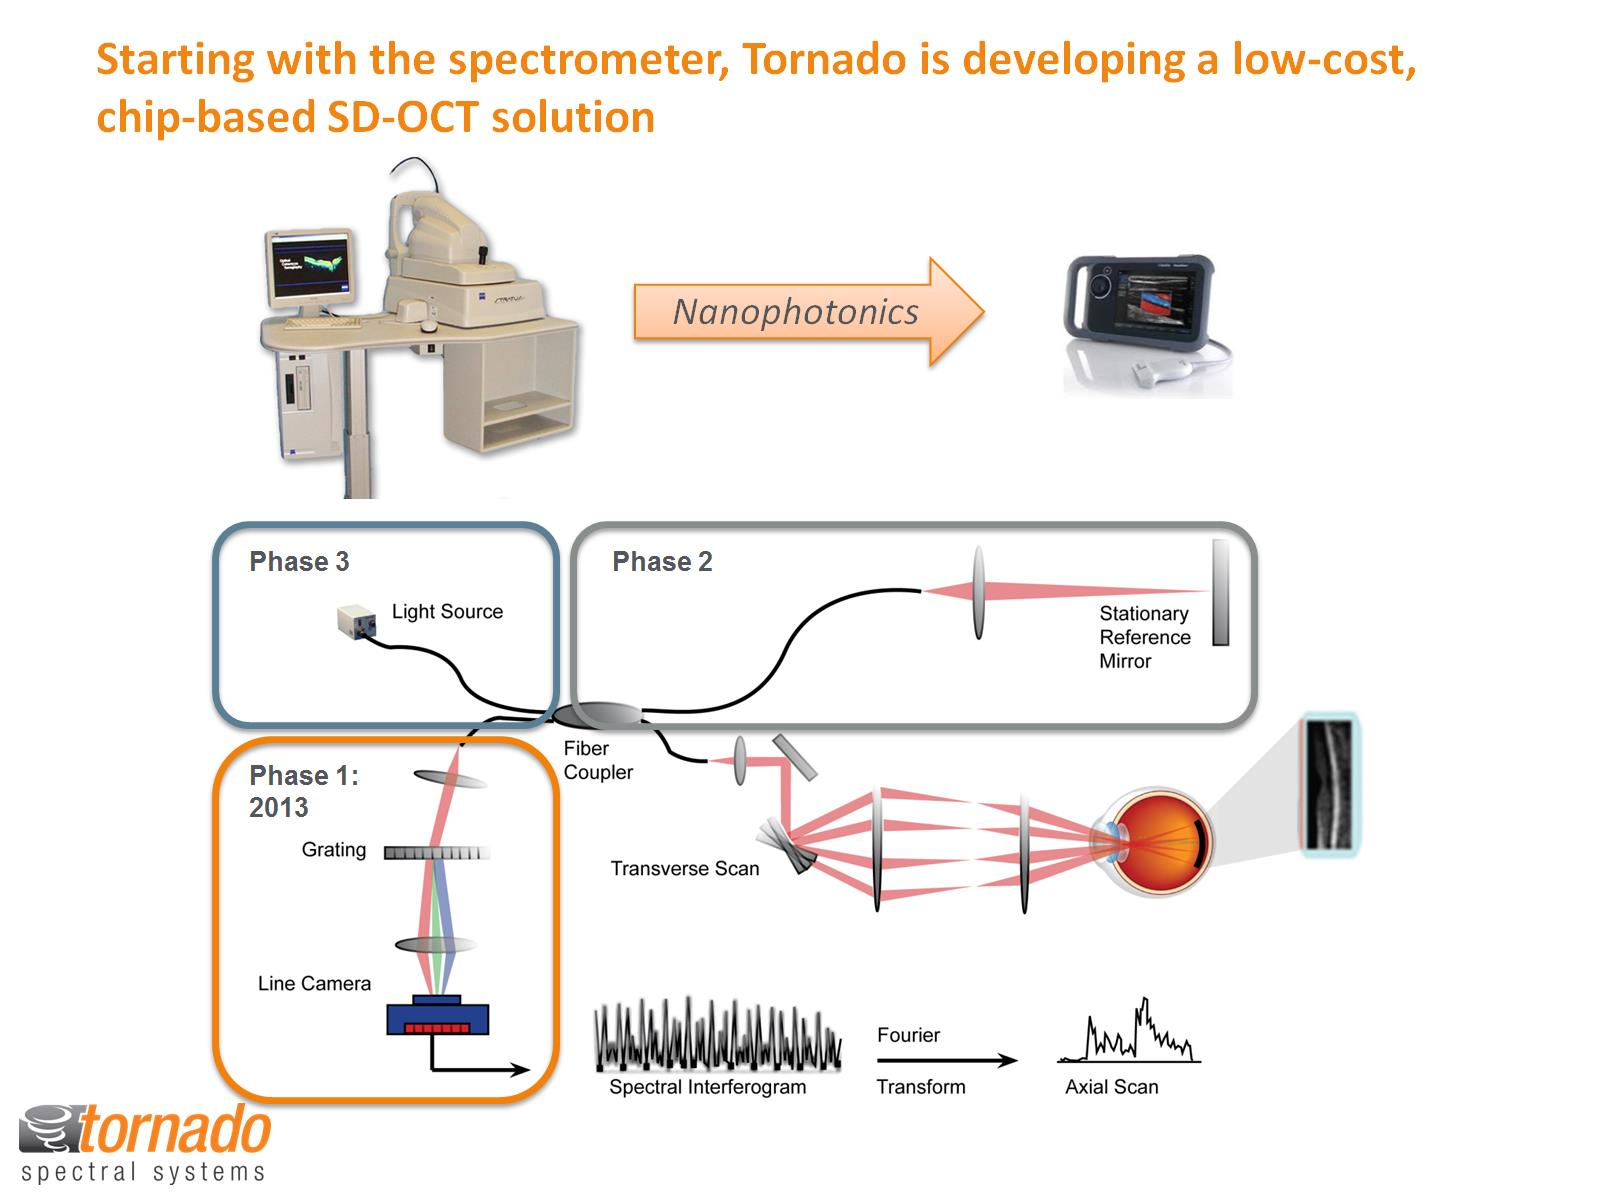 Starting with the spectrometer, Tornado is developing a low-cost,
chip-based SD-OCT solution
STRATUS
Nanophotonics
Phase 3
Light Source
Phase 2
Stationary
Reference
Mirror
Fiber
Coupler
Phase 1:
2013
Grating
Line Camera
Transverse Scan
Spectral Interferogram
Fourier
Transform
Axial Scan
tornado
spectral systems